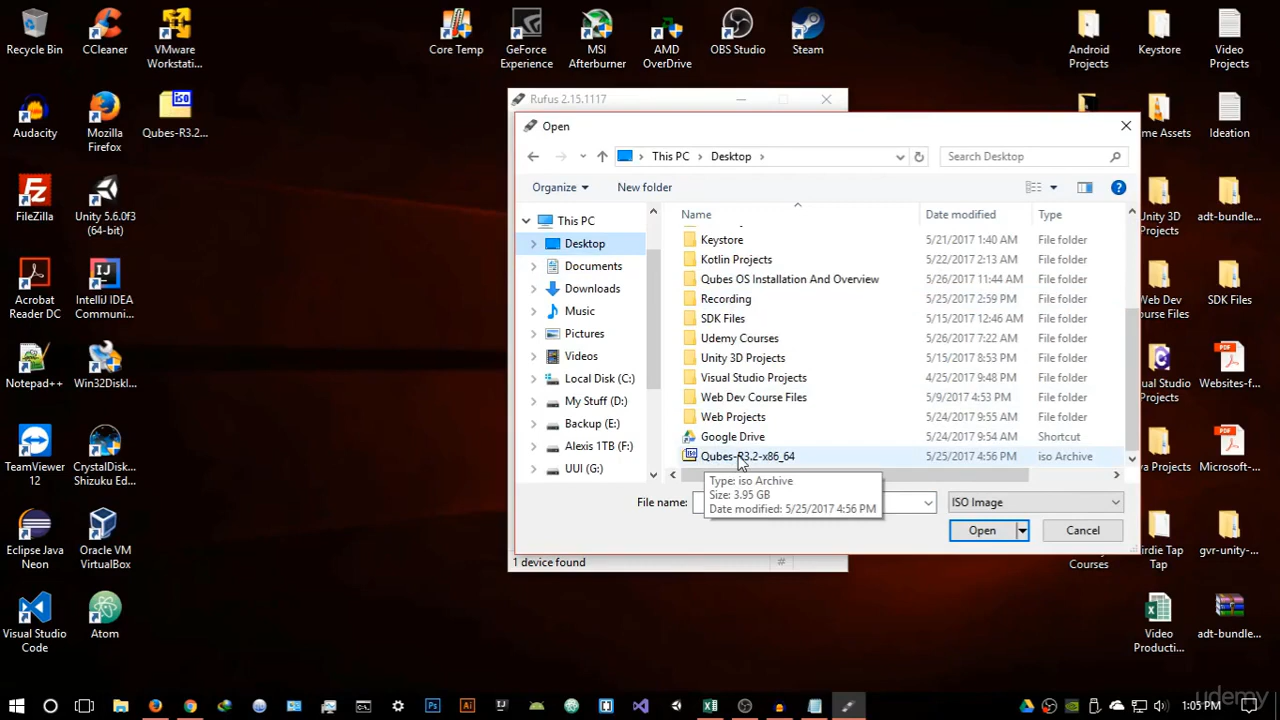 Recycle Bin
CCleaner
VMware
Workstati...
Core Temp
GeForce
Experience
MSI
Afterburner
AMD
OverDrive
OBS Studio
Steam
Android
Projects
Keystore
Video
Projects
Audacity
Mozilla
Firefox
ISO
Qubes-R3.2...
me Assets
Ideation
FileZilla
Unity 5.6.0f3
(64-bit)
Unity 3D
Projects
adt-bundle...
Acrobat
Reader DC
IntelliJ IDEA
Communi...
Web Dev
ourse Files
SDK Files
Notepad++
Win32DiskI...
isual Studio
Projects
Websites-f...
TeamViewer
12
CrystalDisk...
Shizuku Ed...
va Projects
Microsoft-...
Eclipse Java
Neon
Oracle VM
VirtualBox
Courses
irdie Tap
Tap
gvr-unity-...
Visual Studio
Code
Atom
Video
Producti...
adt-bundle...
Rufus 2.15.1117
Open
This PC
Desktop
Search Desktop
Organize
New folder
This PC
Desktop
Documents
Downloads
Music
Pictures
Videos
Local Disk (C:)
My Stuff (D:)
Backup (E:)
Alexis 1TB (F:)
UUI (G:)
Name Date modified Type
Keystore 5/21/2017 1:40 AM File folder
Kotlin Projects 5/22/2017 2:13 AM File folder
Qubes OS Installation And Overview 5/26/2017 11:44 AM File folder
Recording 5/25/2017 2:59 PM File folder
SDK Files 5/15/2017 12:46 AM File folder
Udemy Courses 5/26/2017 7:22 AM File folder
Unity 3D Projects 5/15/2017 8:53 PM File folder
Visual Studio Projects 4/25/2017 9:48 PM File folder
Web Dev Course Files 5/9/2017 4:53 PM File folder
Web Projects 5/24/2017 9:55 AM File folder
Google Drive 5/24/2017 9:54 AM Shortcut
Qubes-R3.2-x86_64 5/25/2017 4:56 PM iso Archive
Type: iso Archive
Size: 3.95 GB
Date modified: 5/25/2017 4:56 PM
File name:
ISO Image
Open
Cancel
1 device found
#
1:05 PM
udemy